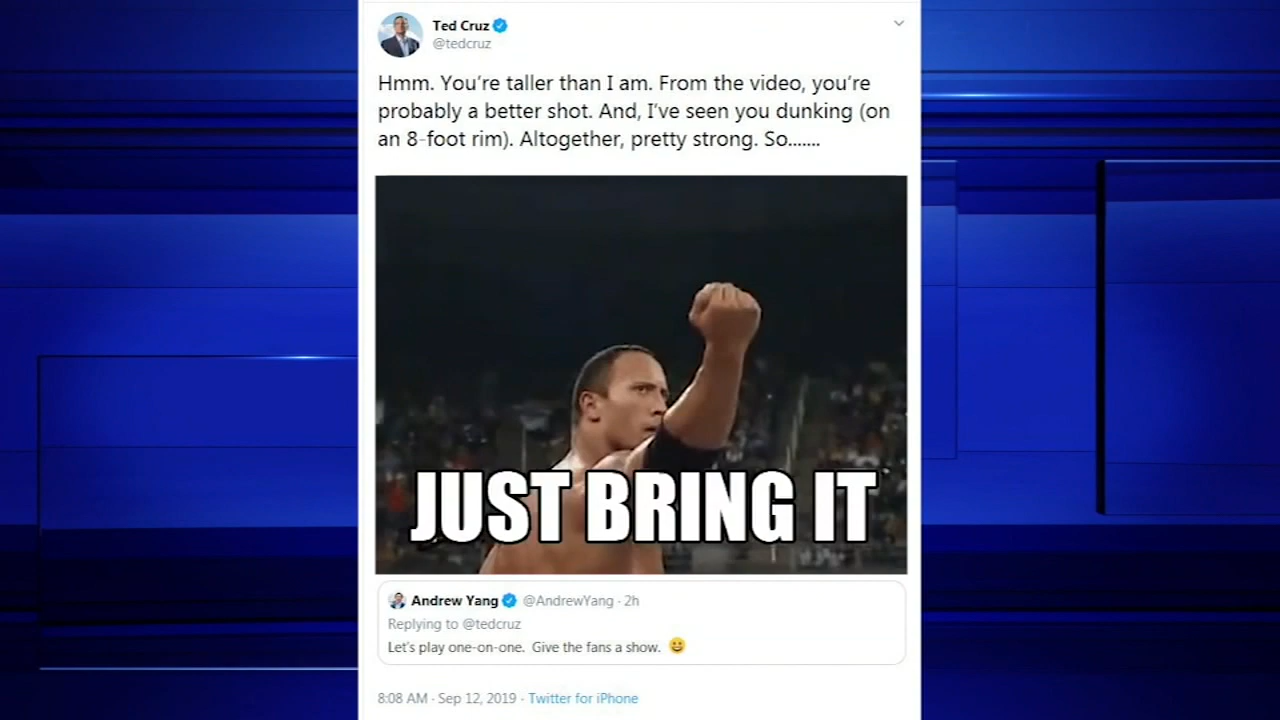 Ted Cruz
@tedcruz
Hmm. You're taller than I am. From the video, you're
probably a better shot. And, I've seen you dunking (on
an 8-foot rim). Altogether, pretty strong. So.......
JUST BRING IT
Andrew Yang @AndrewYang · 2h
Replying to @tedcruz
Let's play one-on-one. Give the fans a show. 😀
8:08 AM · Sep 12, 2019 · Twitter for iPhone